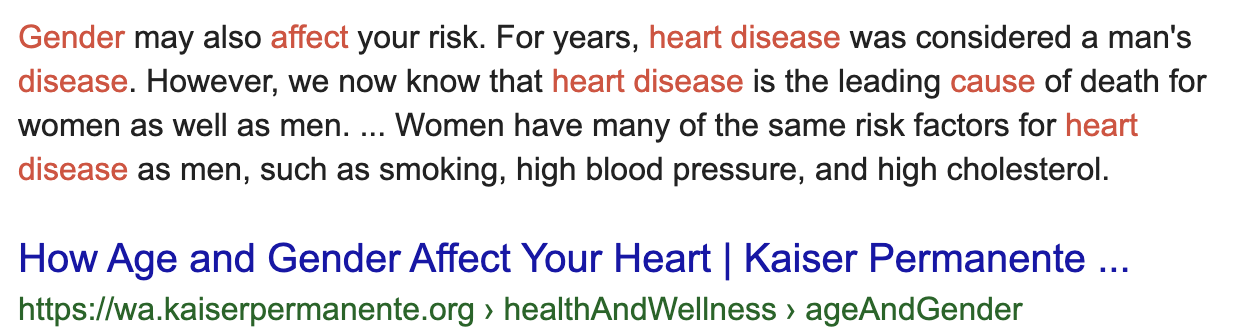 Gender may also affect your risk. For years, heart disease was considered a man's
disease. However, we now know that heart disease is the leading cause of death for
women as well as men. ... Women have many of the same risk factors for heart
disease as men, such as smoking, high blood pressure, and high cholesterol.
How Age and Gender Affect Your Heart | Kaiser Permanente ...
https://wa.kaiserpermanente.org › healthAndWellness › ageAndGender